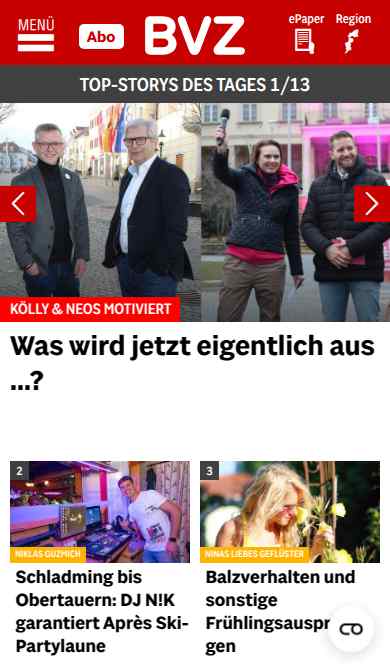 MENÜ
Abo
BVZ
ePaper
Region
TOP-STORYS DES TAGES 1/13
KÖLLY & NEOS MOTIVIERT
Was wird jetzt eigentlich aus
...?
2
NIKLAS GUZMICH
Schladming bis
Obertauern: DJ N!K
garantiert Après Ski-
Partylaune
3
NINAS LIEBES GEFLÜSTER
Balzverhalten und
sonstige
Frühlingsauspr
gen